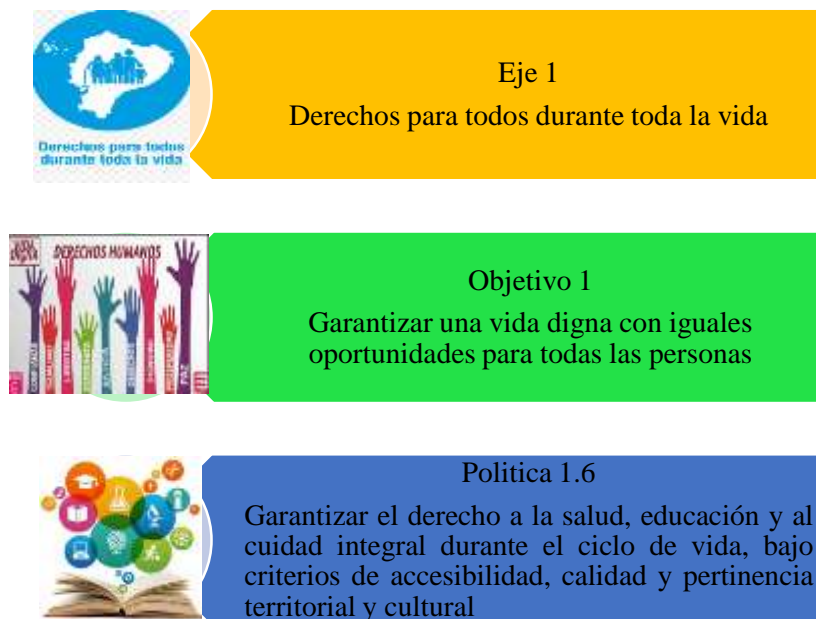 Derechos para todos
durante toda la vida
Eje 1
Derechos para todos durante toda la vida
DERECHOS HUMANOS
PAZ
Objetivo 1
Garantizar una vida digna con iguales
oportunidades para todas las personas
Politica 1.6
Garantizar el derecho a la salud, educación y al
cuidad integral durante el ciclo de vida, bajo
criterios de accesibilidad, calidad y pertinencia
territorial y cultural